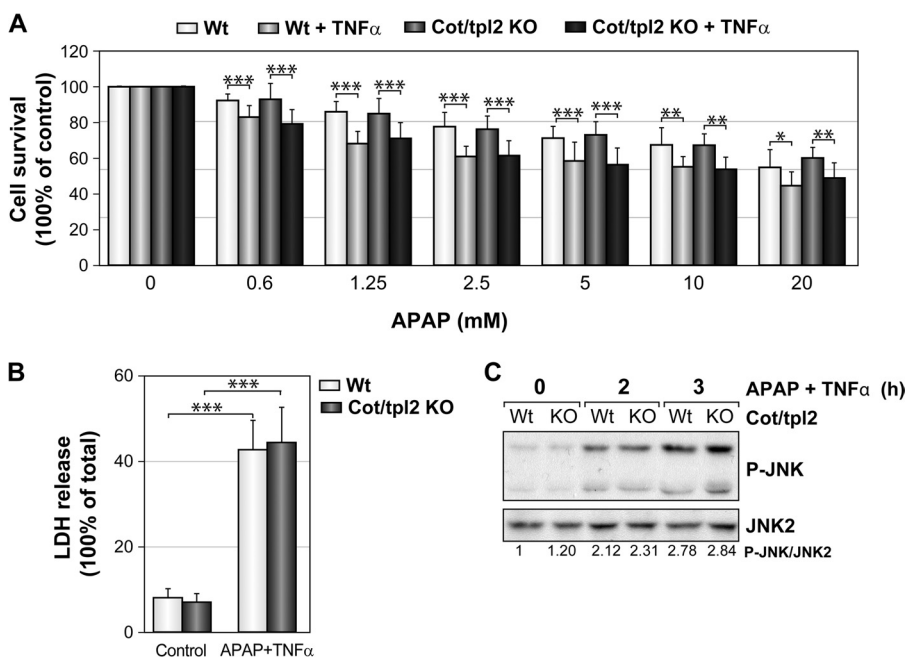 A
Wt Wt + TNFα Cot/tpl2 KO Cot/tpl2 KO + TNFα
Cell survival
(100% of control)
120
100
80
60
40
20
0
*** *** *** *** *** *** *** *** ** ** * **
0 0.6 1.25 2.5 5 10 20
APAP (mM)
B
LDH release
(100% of total)
60
40
20
0
*** ***
Wt
Cot/tpl2 KO
Control APAP+TNFα
C
0 2 3 APAP + TNFα (h)
Wt KO Wt KO Wt KO Cot/tpl2
P-JNK
JNK2
1 1.20 2.12 2.31 2.78 2.84 P-JNK/JNK2